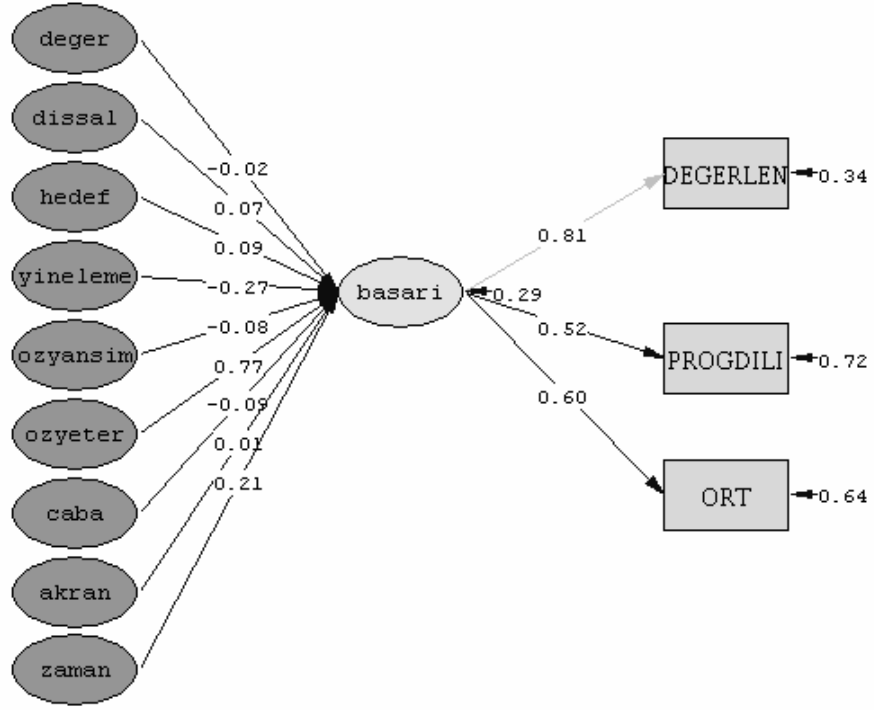 deger
dissal
hedef
yineleme
ozyansim
ozyeter
caba
akran
zaman
-0.02
0.07
0.09
-0.27
-0.08
0.77
-0.09
0.01
0.21
basari
0.29
0.81
0.52
0.60
DEGERLEN
0.34
PROGDILI
0.72
ORT
0.64